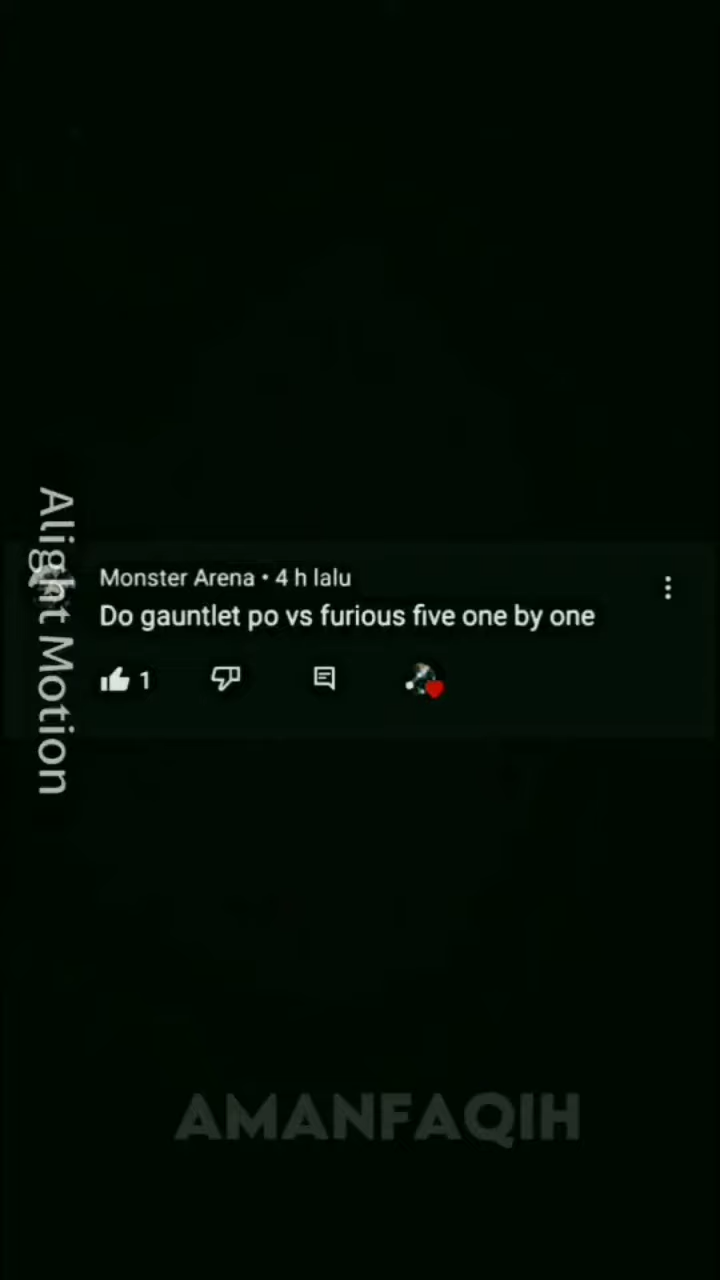 Alight Motion
Monster Arena • 4 h lalu
Do gauntlet po vs furious five one by one
1
AMANFAQIH